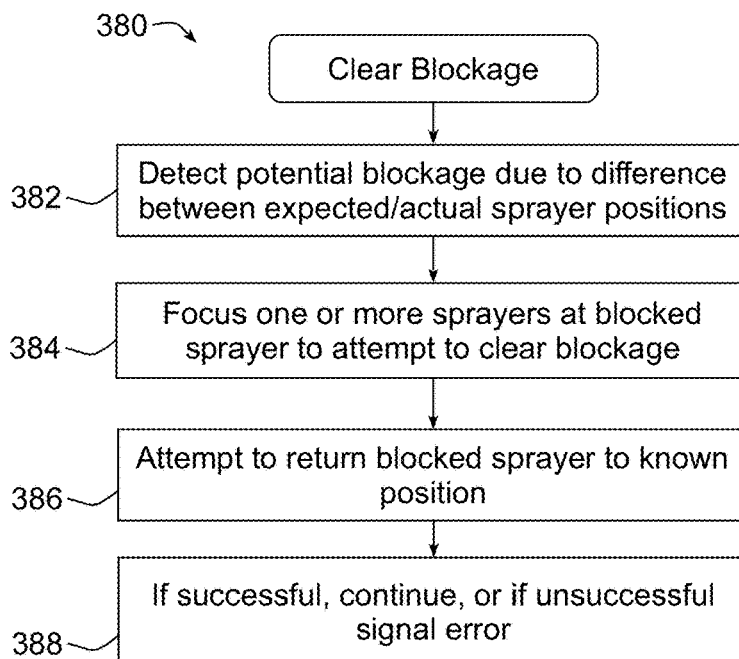 380
Clear Blockage
382
Detect potential blockage due to difference
between expected/actual sprayer positions
384
Focus one or more sprayers at blocked
sprayer to attempt to clear blockage
386
Attempt to return blocked sprayer to known
position
388
If successful, continue, or if unsuccessful
signal error